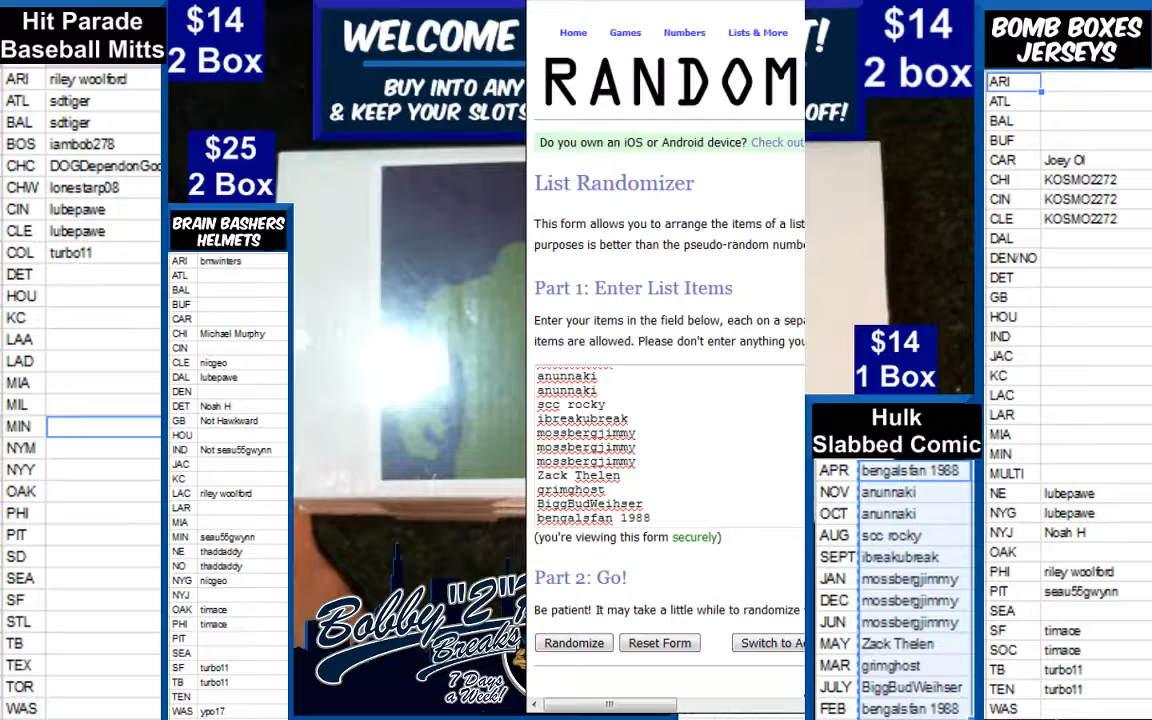 Hit Parade
Baseball Mitts
ARI riley woolford
ATL sdtiger
BAL sdtiger
BOS iambob278
CHC DOGDependonGoo
CHW lonestarp08
CIN lubepawe
CLE lubepawe
COL turbo11
DET
HOU
KC
LAA
LAD
MIA
MIL
MIN
NYM
NYY
OAK
PHI
PIT
SD
SEA
SF
STL
TB
TEX
TOR
WAS
$14
2 Box
$25
2 Box
BRAIN BASHERS
HELMETS
ARI bmwinters
ATL
BAL
BUF
CAR
CHI Michael Murphy
CIN
CLE nicgeo
DAL lubepawe
DEN
DET Noah H
GB Not Hawkward
HOU
IND Not seau55gwynn
JAC
KC
LAC riley woolford
LAR
MIA
MIN seau55gwynn
NE thaddaddy
NO thaddaddy
NYG nicgeo
NYJ
OAK timace
PHI timace
PIT
SEA
SF turbo11
TB turbo11
TEN
WAS ypo17
WELCOME
BUY INTO ANY
& KEEP YOUR SLOTS
OFF!
Bobby "2"
Breaks
7 Days
a Week!
Home Games Numbers Lists & More
RANDOM
Do you own an iOS or Android device? Check out
List Randomizer
This form allows you to arrange the items of a list
purposes is better than the pseudo-random numbe
Part 1: Enter List Items
Enter your items in the field below, each on a sepa
items are allowed. Please don't enter anything you
anunnaki
anunnaki
scc rocky
ibreakubreak
mossbergjimmy
mossbergjimmy
mossbergjimmy
Zack Thelen
grimghost
BiggBudWeihser
bengalsfan 1988
(you're viewing this form securely)
Part 2: Go!
Be patient! It may take a little while to randomize
Randomize Reset Form Switch to Ad
$14
2 box
$14
1 Box
Hulk
Slabbed Comic
APR bengalsfan 1988
NOV anunnaki
OCT anunnaki
AUG scc rocky
SEPT ibreakubreak
JAN mossbergjimmy
DEC mossbergjimmy
JUN mossbergjimmy
MAY Zack Thelen
MAR grimghost
JULY BiggBudWeihser
FEB bengalsfan 1988
BOMB BOXES
JERSEYS
ARI
ATL
BAL
BUF
CAR Joey Ol
CHI KOSMO2272
CIN KOSMO2272
CLE KOSMO2272
DAL
DEN/NO
DET
GB
HOU
IND
JAC
KC
LAC
LAR
MIA
MIN
MULTI
NE lubepawe
NYG lubepawe
NYJ Noah H
OAK
PHI riley woolford
PIT seau55gwynn
SEA
SF timace
SOC timace
TB turbo11
TEN turbo11
WAS